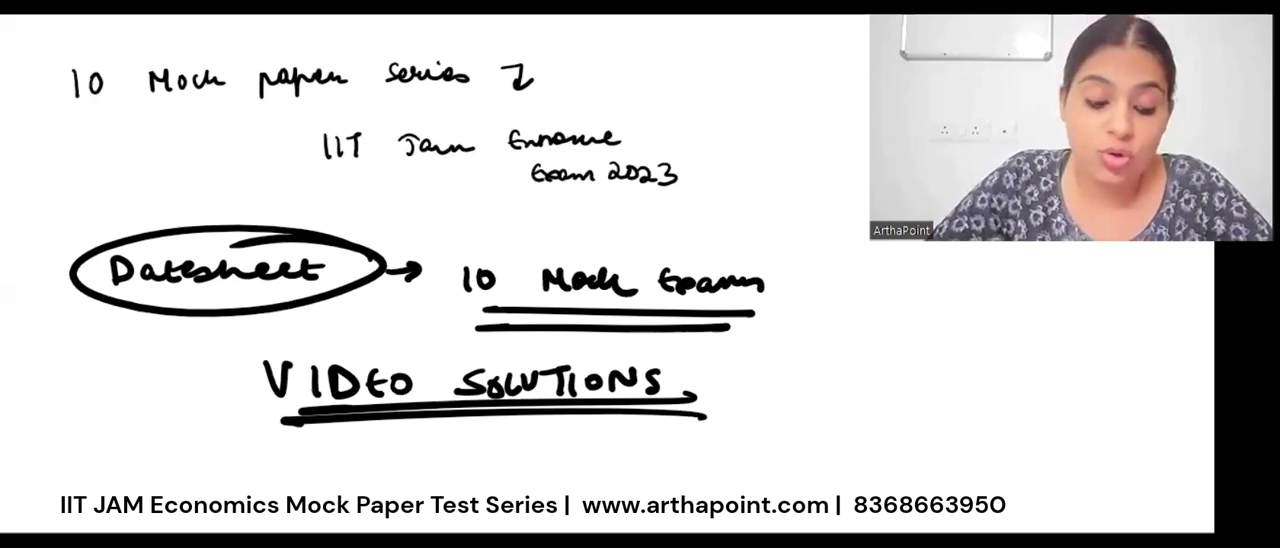 10 Mock paper series
IIT Jam Entrance
Exam 2023
ArthaPoint
Datesheet → 10 Mock Exams
VIDEO SOLUTIONS
IIT JAM Economics Mock Paper Test Series | www.arthapoint.com | 8368663950